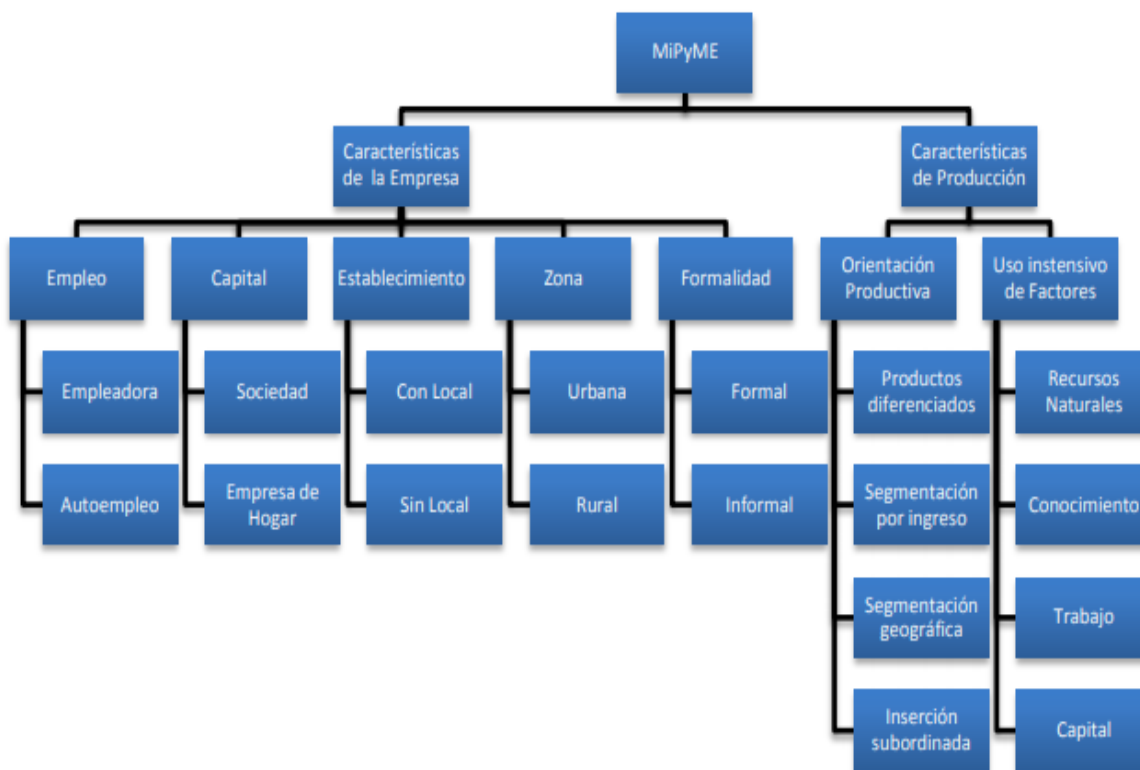 MiPyME
Características
de la Empresa
Características
de Producción
Empleo
Capital
Establecimiento
Zona
Formalidad
Orientación
Productiva
Uso instensivo
de Factores
Empleadora
Sociedad
Con Local
Urbana
Formal
Productos
diferenciados
Recursos
Naturales
Autoempleo
Empresa de
Hogar
Sin Local
Rural
Informal
Segmentación
por ingreso
Conocimiento
Segmentación
geográfica
Trabajo
Inserción
subordinada
Capital